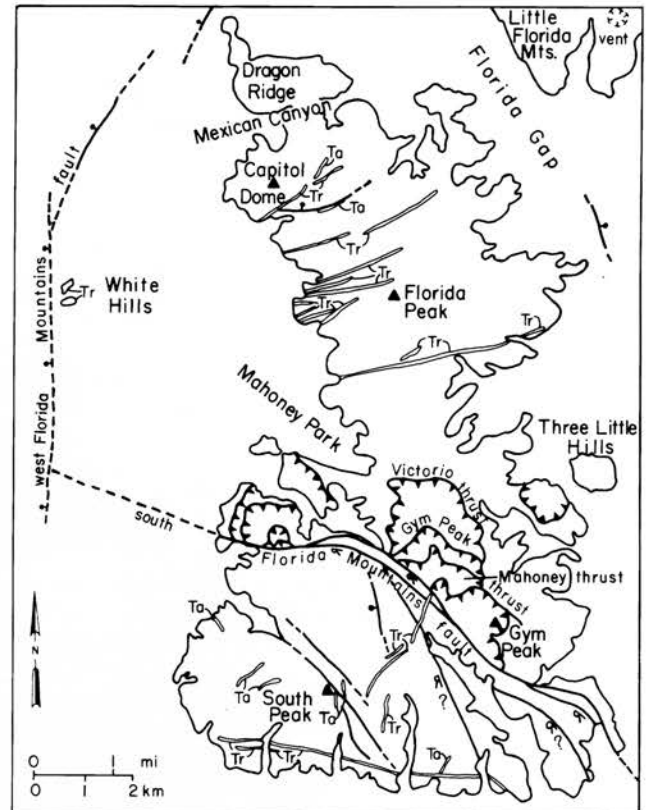 Little Florida
Mts.
vent
Dragon
Ridge
Florida Gap
Mexican Canyon
Ta
Capitol
Dome
Tr
Ta
fault
Tr
Tr
White
Hills
Tr
Florida
Peak
Tr
Tr
Tr
Mountains
west Florida
Mahoney Park
Three Little
Hills
Victorio thrust
south
Gym Peak
thrust
Florida Mountains fault
Mahoney thrust
Gym
Peak
Ta
Tr
N
Ta
South
Peak
Ta
Tr
?
?
Ta
Tr
Tr
0 1 mi
0 1 2 km